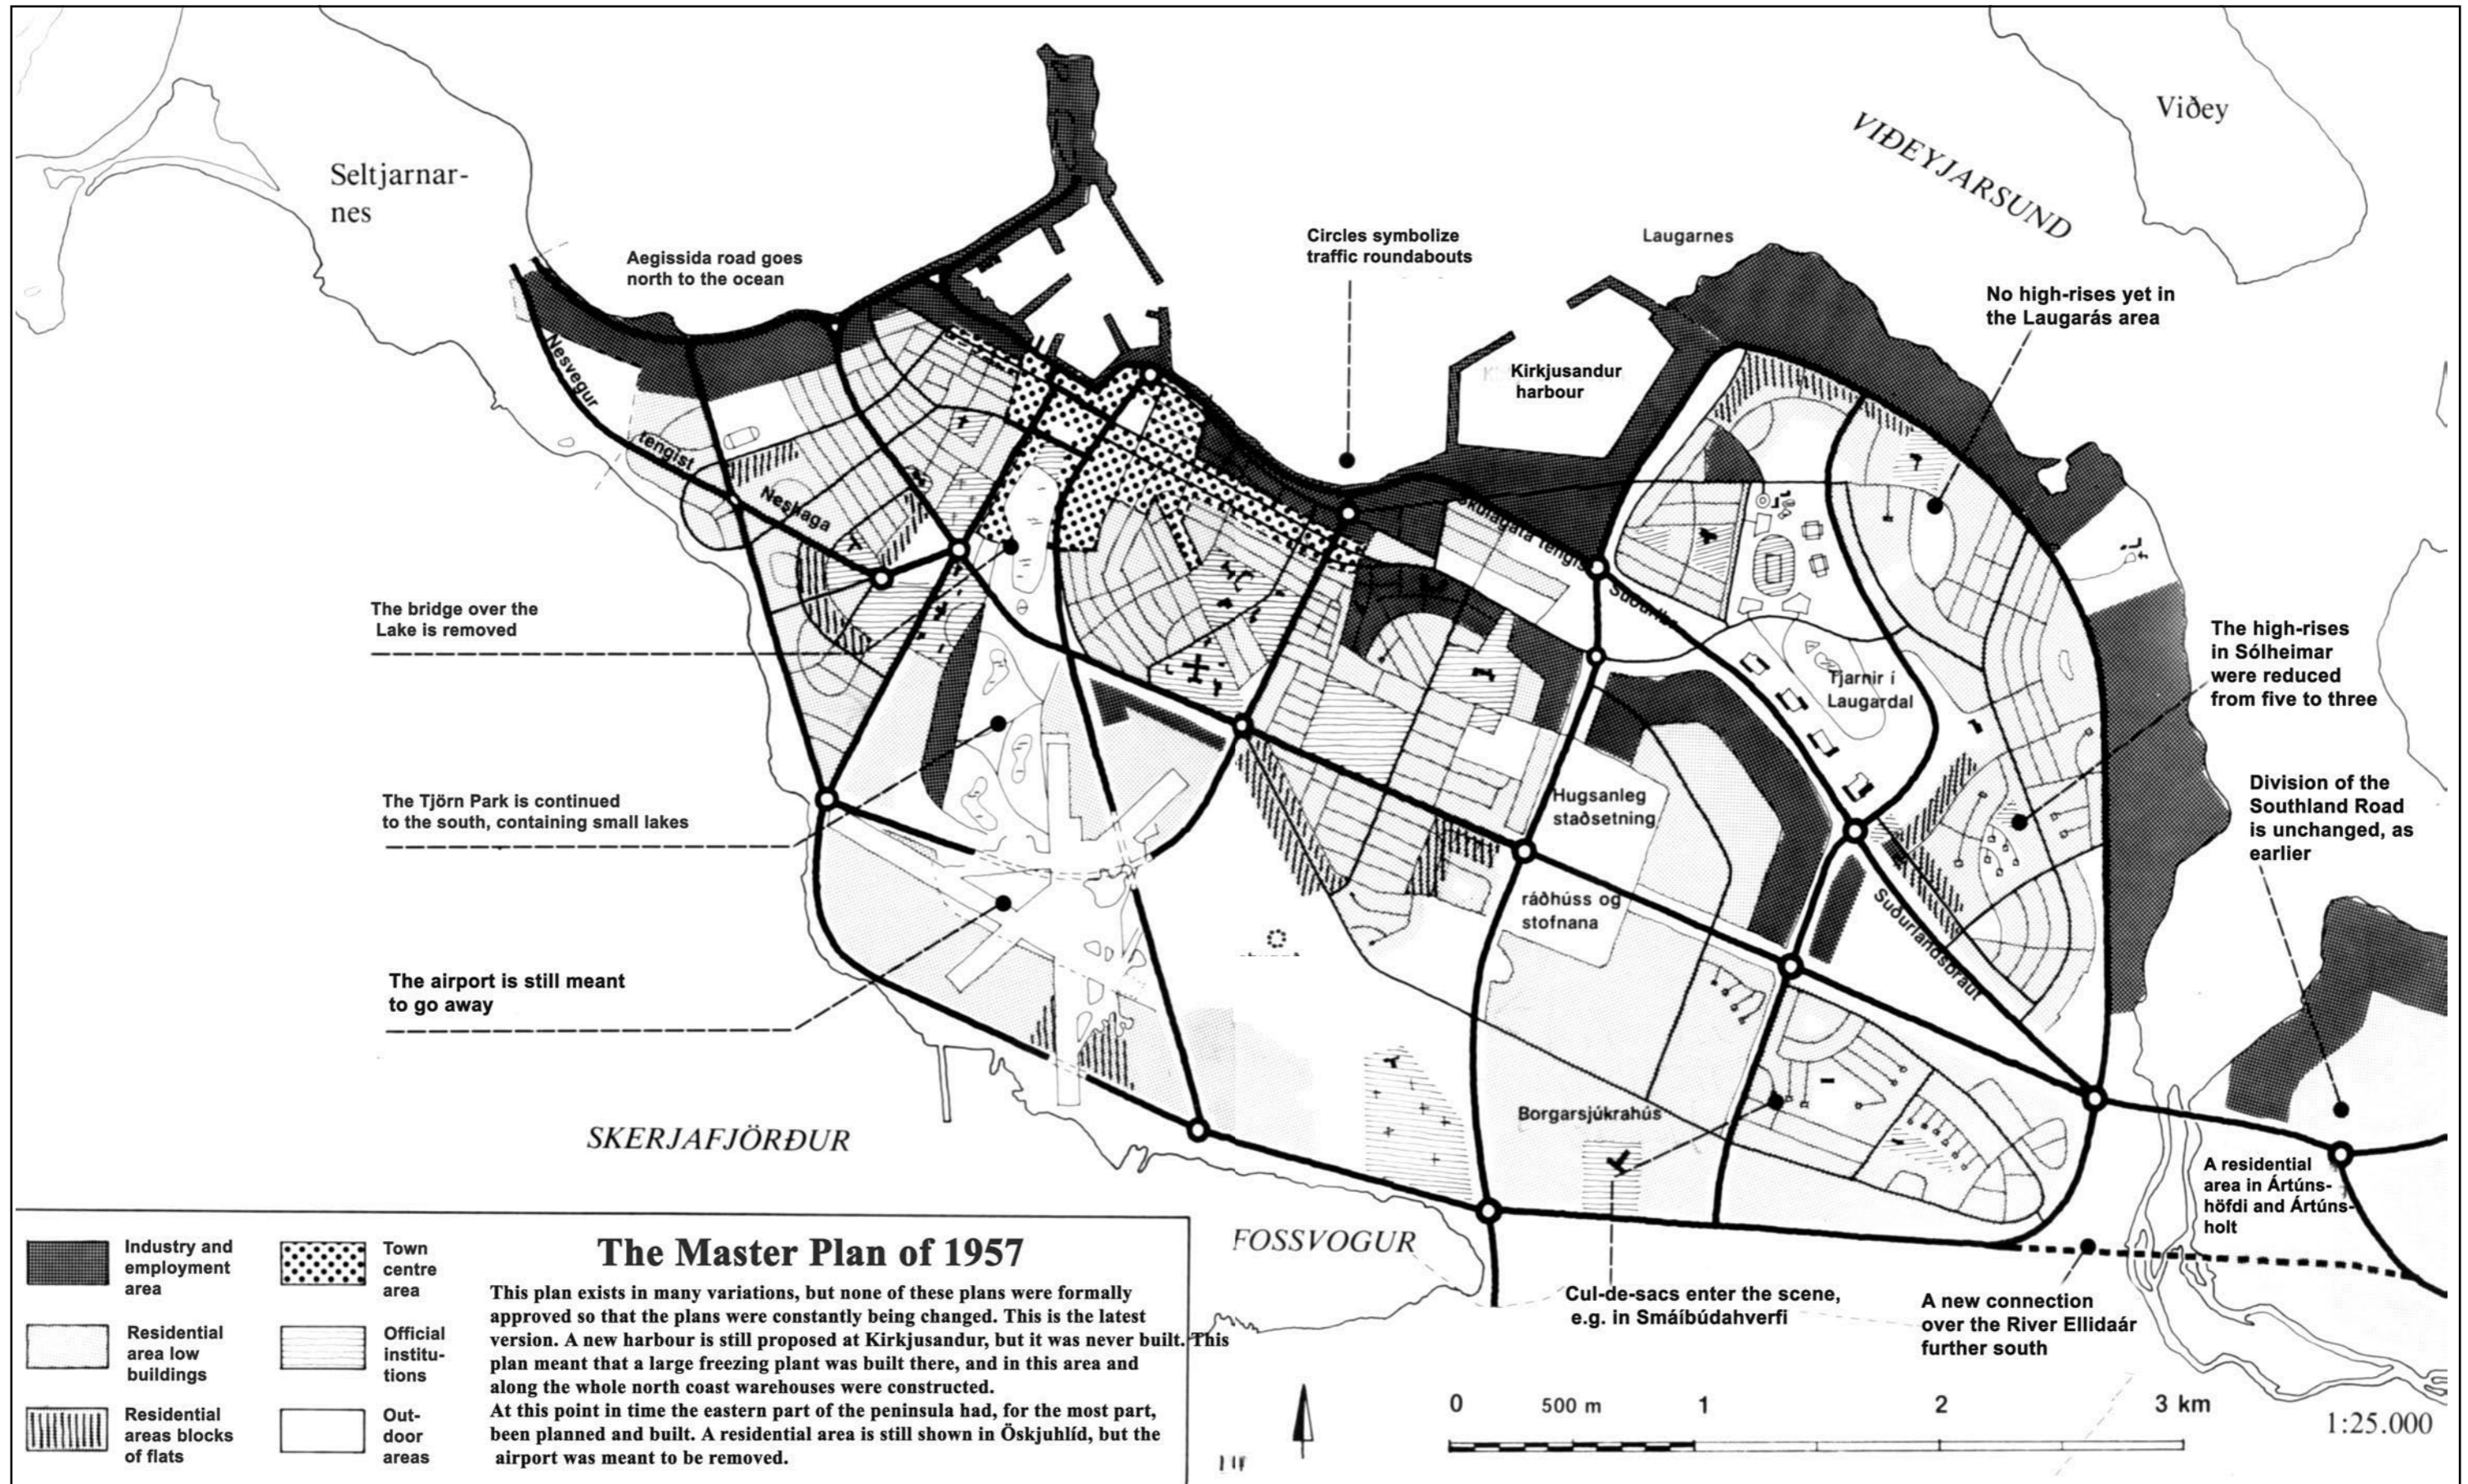 Seltjarnar-
nes
Aegissida road goes
north to the ocean
Circles symbolize
traffic roundabouts
Laugarnes
VIÐEYJARSUND
Viðey
No high-rises yet in
the Laugarás area
Kirkjusandur
harbour
Nesvegur
tengist
Neshaga
Skúlagata tengist
Suðurl
The bridge over the
Lake is removed
Tjarnir í
Laugardal
The high-rises
in Sólheimar
were reduced
from five to three
The Tjörn Park is continued
to the south, containing small lakes
Hugsanleg
staðsetning
ráðhúss og
stofnana
Division of the
Southland Road
is unchanged, as
earlier
Suðurlandsbraut
The airport is still meant
to go away
SKERJAFJÖRÐUR
Borgarsjúkrahús
A residential
area in Ártúns-
höfdi and Ártúns-
holt
FOSSVOGUR
Cul-de-sacs enter the scene,
e.g. in Smáíbúdahverfi
A new connection
over the River Ellidaár
further south
Industry and
employment
area
Town
centre
area
Residential
area low
buildings
Official
institu-
tions
Residential
areas blocks
of flats
Out-
door
areas
The Master Plan of 1957
This plan exists in many variations, but none of these plans were formally
approved so that the plans were constantly being changed. This is the latest
version. A new harbour is still proposed at Kirkjusandur, but it was never built. This
plan meant that a large freezing plant was built there, and in this area and
along the whole north coast warehouses were constructed.
At this point in time the eastern part of the peninsula had, for the most part,
been planned and built. A residential area is still shown in Öskjuhlíd, but the
airport was meant to be removed.
0 500 m 1 2 3 km
1:25.000